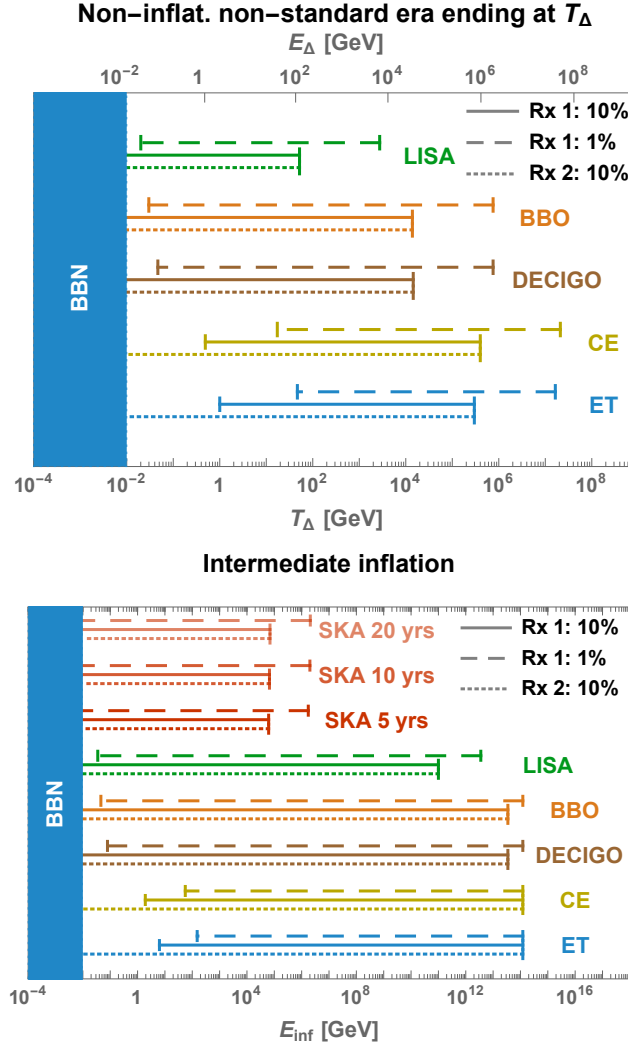 Non−inflat. non−standard era ending at T_Δ
E_Δ [GeV]
10^−2 1 10^2 10^4 10^6 10^8
Rx 1: 10%
Rx 1: 1%
Rx 2: 10%
LISA
BBO
DECIGO
CE
ET
BBN
10^−4 10^−2 1 10^2 10^4 10^6 10^8
T_Δ [GeV]
Intermediate inflation
Rx 1: 10%
Rx 1: 1%
Rx 2: 10%
SKA 20 yrs
SKA 10 yrs
SKA 5 yrs
LISA
BBO
DECIGO
CE
ET
BBN
10^−4 1 10^4 10^8 10^12 10^16
E_inf [GeV]